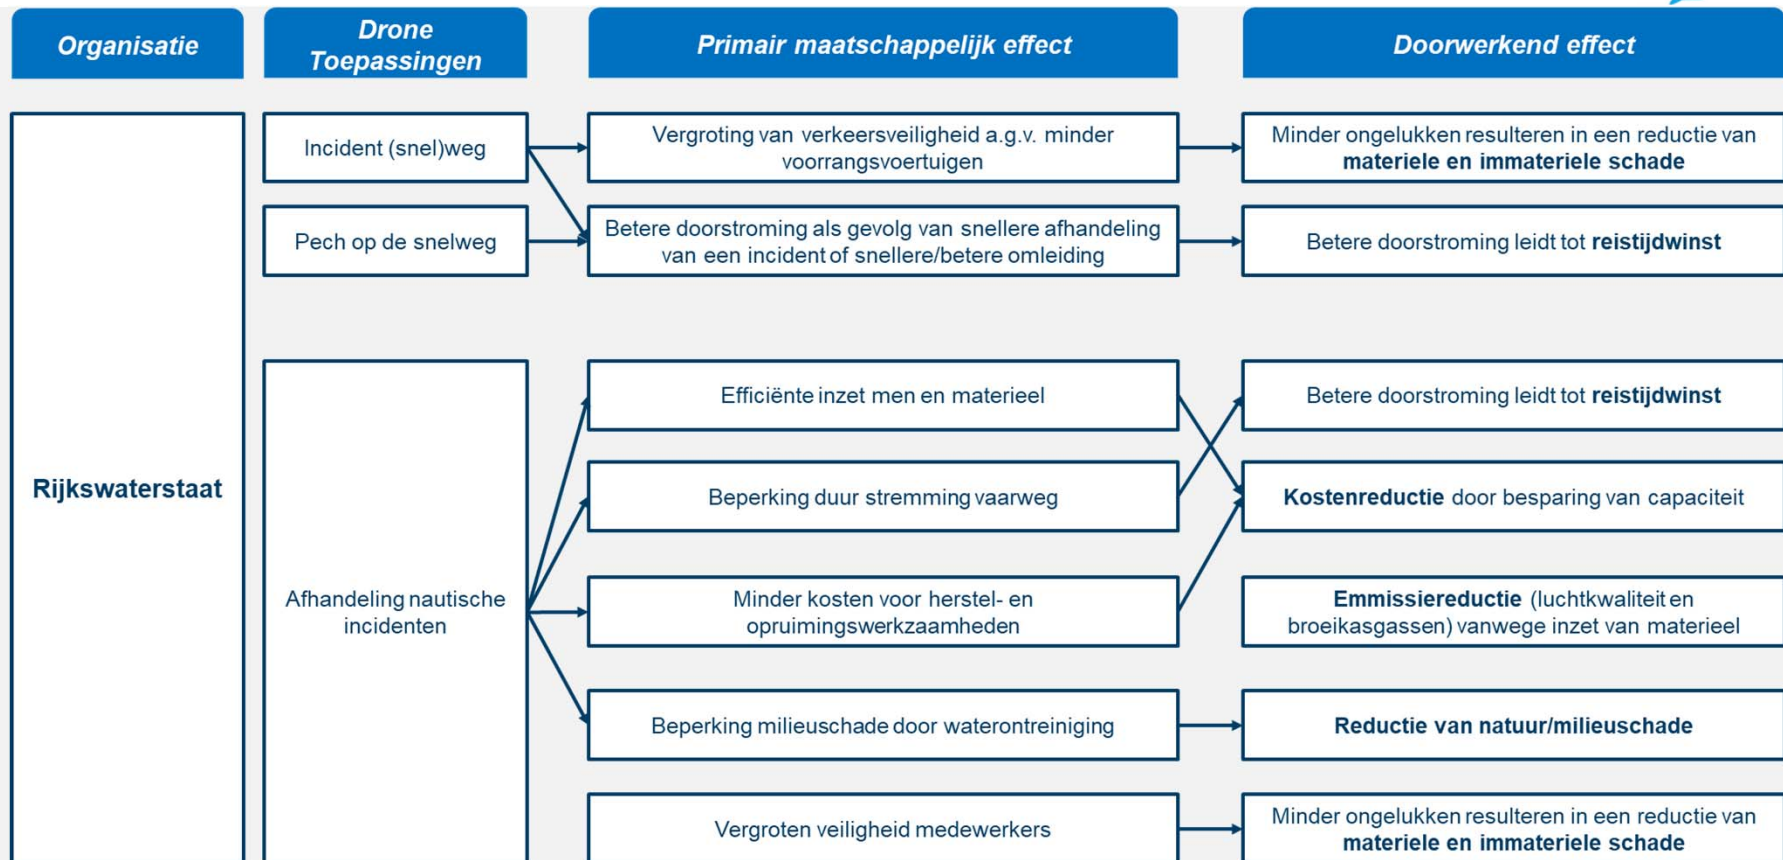 Organisatie
Drone
Toepassingen
Primair maatschappelijk effect
Doorwerkend effect
Rijkswaterstaat
Incident (snel)weg
Vergroting van verkeersveiligheid a.g.v. minder
voorrangsvoertuigen
Minder ongelukken resulteren in een reductie van
materiele en immateriele schade
Pech op de snelweg
Betere doorstroming als gevolg van snellere afhandeling
van een incident of snellere/betere omleiding
Betere doorstroming leidt tot reistijdwinst
Afhandeling nautische
incidenten
Efficiënte inzet men en materieel
Betere doorstroming leidt tot reistijdwinst
Beperking duur stremming vaarweg
Kostenreductie door besparing van capaciteit
Minder kosten voor herstel- en
opruimingswerkzaamheden
Emmissiereductie (luchtkwaliteit en
broeikasgassen) vanwege inzet van materieel
Beperking milieuschade door waterontreiniging
Reductie van natuur/milieuschade
Vergroten veiligheid medewerkers
Minder ongelukken resulteren in een reductie van
materiele en immateriele schade